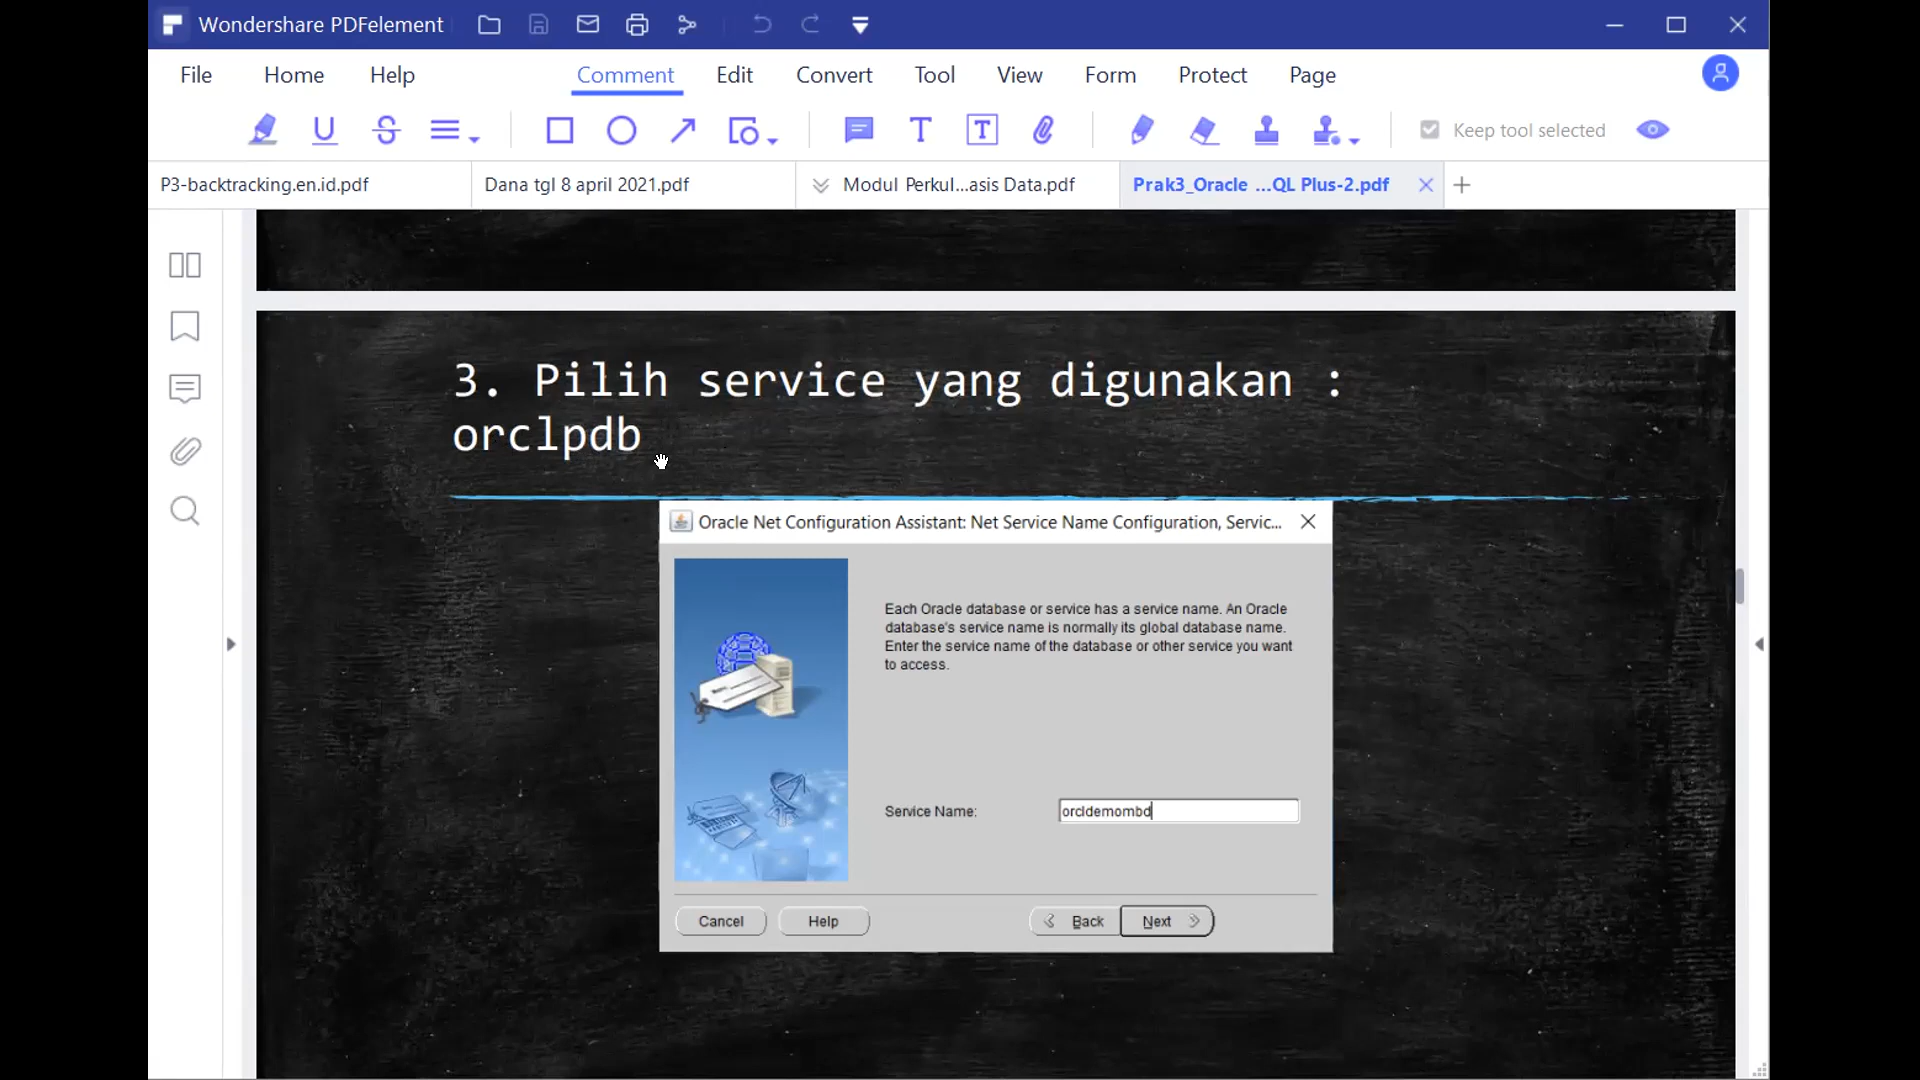 Wondershare PDFelement
File Home Help Comment Edit Convert Tool View Form Protect Page
Keep tool selected
P3-backtracking.en.id.pdf Dana tgl 8 april 2021.pdf Modul Perkul...asis Data.pdf Prak3_Oracle ...QL Plus-2.pdf
3. Pilih service yang digunakan :
orclpdb
Oracle Net Configuration Assistant: Net Service Name Configuration, Servic...
Each Oracle database or service has a service name. An Oracle
database's service name is normally its global database name.
Enter the service name of the database or other service you want
to access.
Service Name: orcldemombd
Cancel Help Back Next